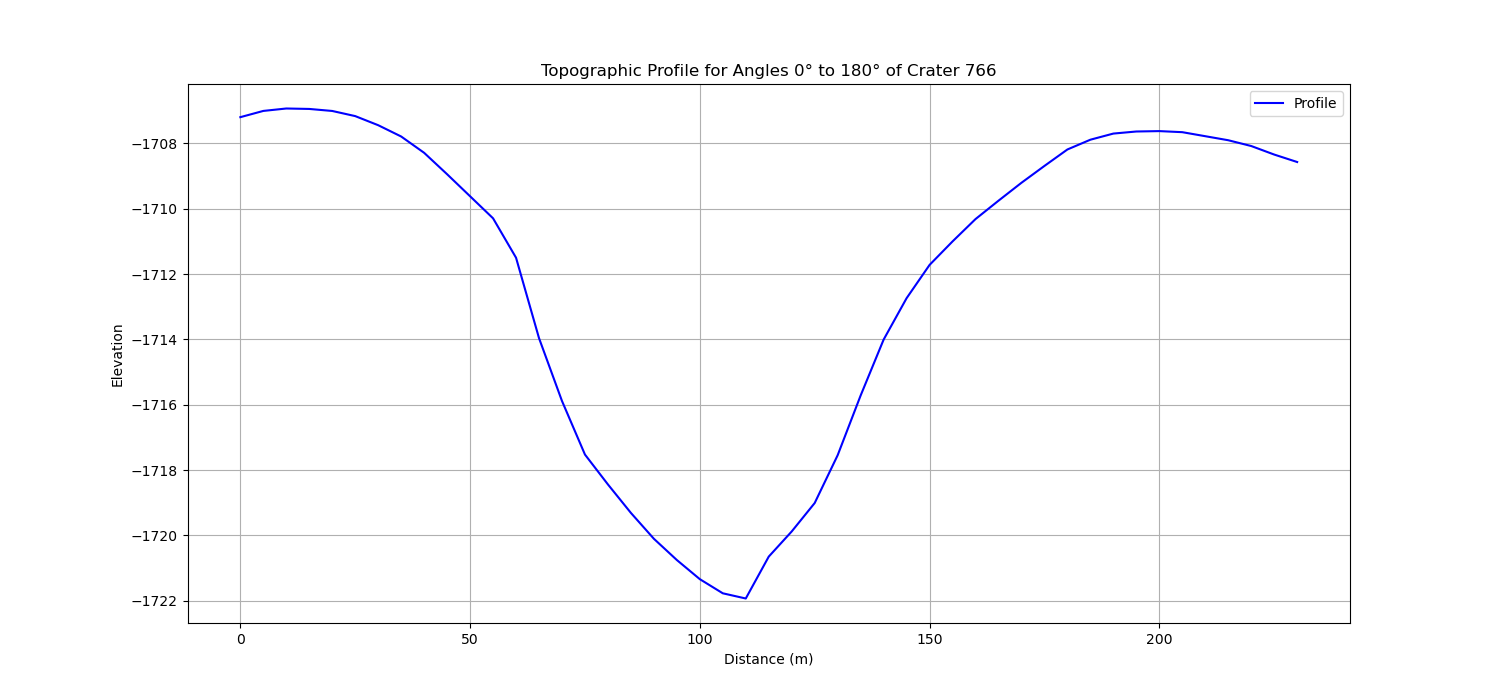 Topographic Profile for Angles 0° to 180° of Crater 766
Profile
−1708
−1710
−1712
−1714
−1716
−1718
−1720
−1722
Elevation
0 50 100 150 200
Distance (m)